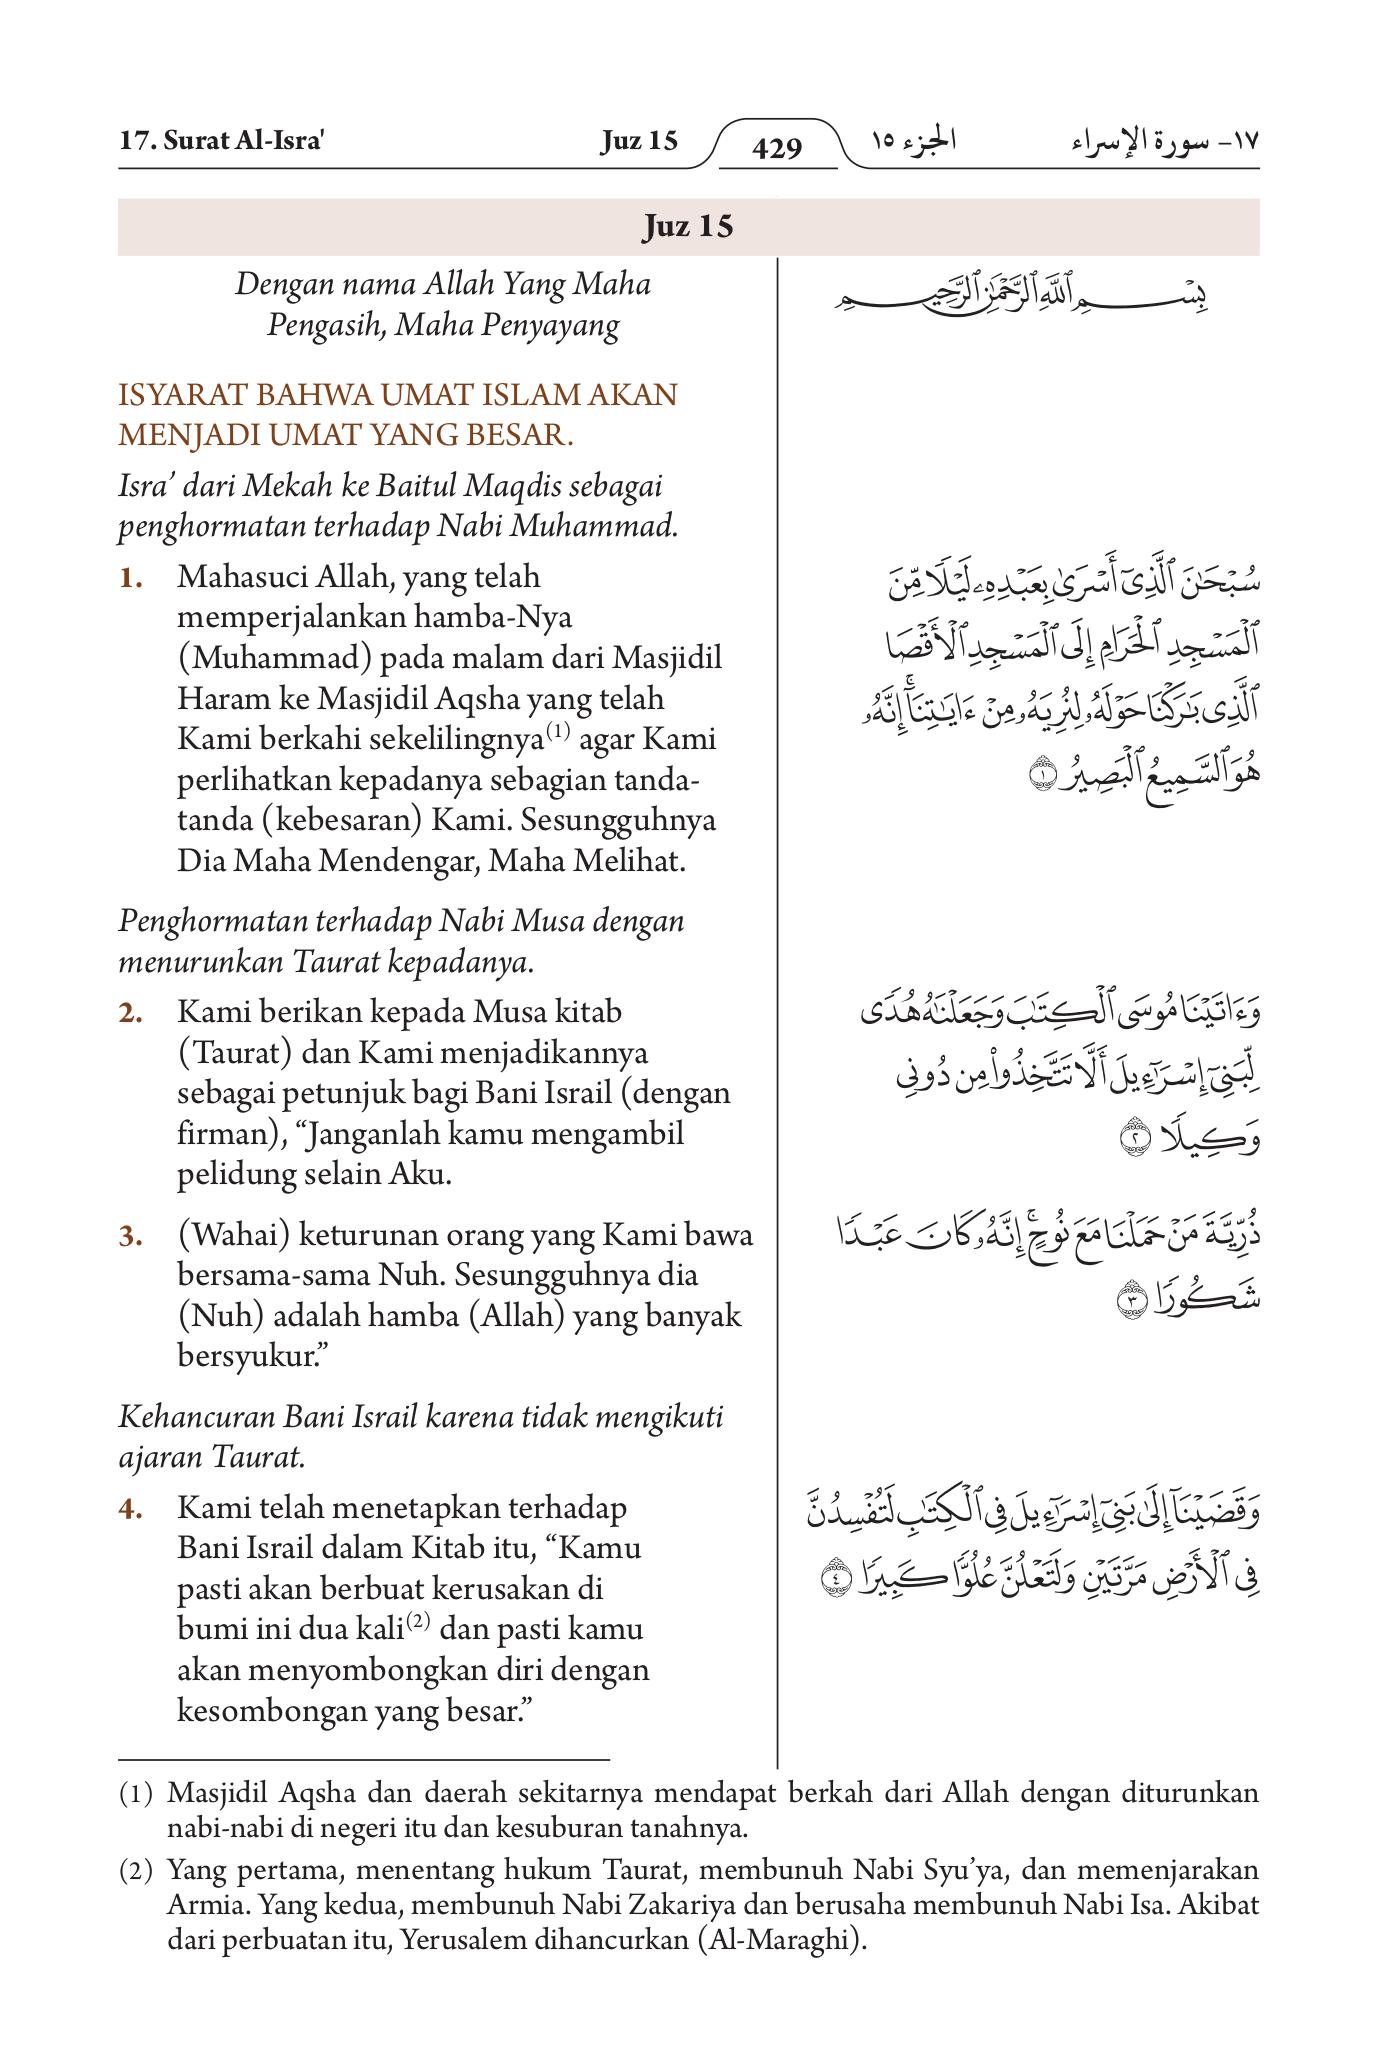 17. Surat Al-Isra'
Juz 15
429
الجزء ١٥
١٧- سورة الإسراء
Juz 15
Dengan nama Allah Yang Maha
Pengasih, Maha Penyayang
بِسْمِ ٱللَّهِ ٱلرَّحْمَٰنِ ٱلرَّحِيمِ
ISYARAT BAHWA UMAT ISLAM AKAN
MENJADI UMAT YANG BESAR.
Isra’ dari Mekah ke Baitul Maqdis sebagai
penghormatan terhadap Nabi Muhammad.
1. Mahasuci Allah, yang telah
memperjalankan hamba-Nya
(Muhammad) pada malam dari Masjidil
Haram ke Masjidil Aqsha yang telah
Kami berkahi sekelilingnya(1) agar Kami
perlihatkan kepadanya sebagian tanda-
tanda (kebesaran) Kami. Sesungguhnya
Dia Maha Mendengar, Maha Melihat.
سُبْحَٰنَ ٱلَّذِىٓ أَسْرَىٰ بِعَبْدِهِۦ لَيْلًا مِّنَ
ٱلْمَسْجِدِ ٱلْحَرَامِ إِلَى ٱلْمَسْجِدِ ٱلْأَقْصَا
ٱلَّذِى بَٰرَكْنَا حَوْلَهُۥ لِنُرِيَهُۥ مِنْ ءَايَٰتِنَآ ۚ إِنَّهُۥ
هُوَ ٱلسَّمِيعُ ٱلْبَصِيرُ ١
Penghormatan terhadap Nabi Musa dengan
menurunkan Taurat kepadanya.
2. Kami berikan kepada Musa kitab
(Taurat) dan Kami menjadikannya
sebagai petunjuk bagi Bani Israil (dengan
firman), “Janganlah kamu mengambil
pelidung selain Aku.
وَءَاتَيْنَا مُوسَى ٱلْكِتَٰبَ وَجَعَلْنَٰهُ هُدًى
لِّبَنِىٓ إِسْرَٰٓءِيلَ أَلَّا تَتَّخِذُوا۟ مِن دُونِى
وَكِيلًا ٢
3. (Wahai) keturunan orang yang Kami bawa
bersama-sama Nuh. Sesungguhnya dia
(Nuh) adalah hamba (Allah) yang banyak
bersyukur.”
ذُرِّيَّةَ مَنْ حَمَلْنَا مَعَ نُوحٍ ۚ إِنَّهُۥ كَانَ عَبْدًا
شَكُورًا ٣
Kehancuran Bani Israil karena tidak mengikuti
ajaran Taurat.
4. Kami telah menetapkan terhadap
Bani Israil dalam Kitab itu, “Kamu
pasti akan berbuat kerusakan di
bumi ini dua kali(2) dan pasti kamu
akan menyombongkan diri dengan
kesombongan yang besar.”
وَقَضَيْنَآ إِلَىٰ بَنِىٓ إِسْرَٰٓءِيلَ فِى ٱلْكِتَٰبِ لَتُفْسِدُنَّ
فِى ٱلْأَرْضِ مَرَّتَيْنِ وَلَتَعْلُنَّ عُلُوًّا كَبِيرًا ٤
(1) Masjidil Aqsha dan daerah sekitarnya mendapat berkah dari Allah dengan diturunkan
nabi-nabi di negeri itu dan kesuburan tanahnya.
(2) Yang pertama, menentang hukum Taurat, membunuh Nabi Syu’ya, dan memenjarakan
Armia. Yang kedua, membunuh Nabi Zakariya dan berusaha membunuh Nabi Isa. Akibat
dari perbuatan itu, Yerusalem dihancurkan (Al-Maraghi).